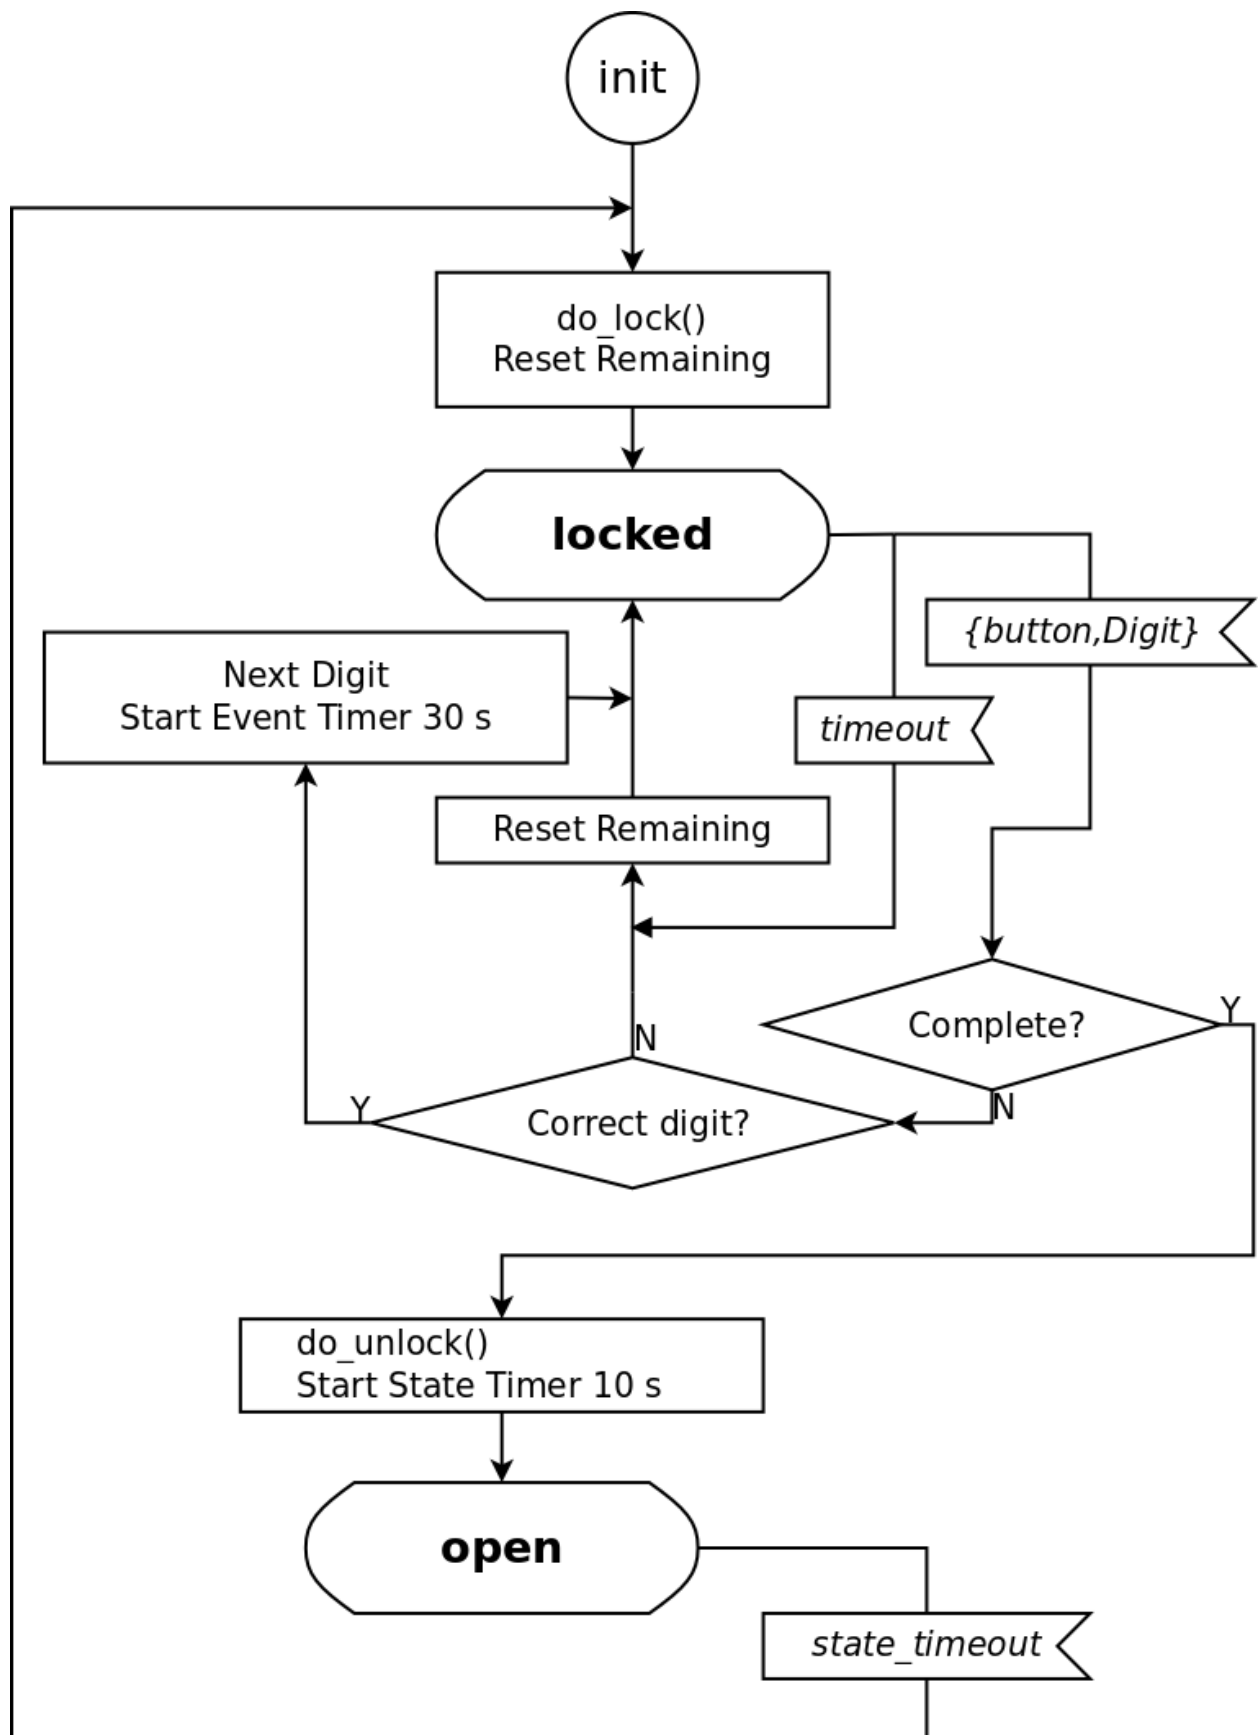 init
do_lock()
Reset Remaining
locked
{button,Digit}
Next Digit
Start Event Timer 30 s
timeout
Reset Remaining
Complete?
Y
N
N
Correct digit?
Y
do_unlock()
Start State Timer 10 s
open
state_timeout